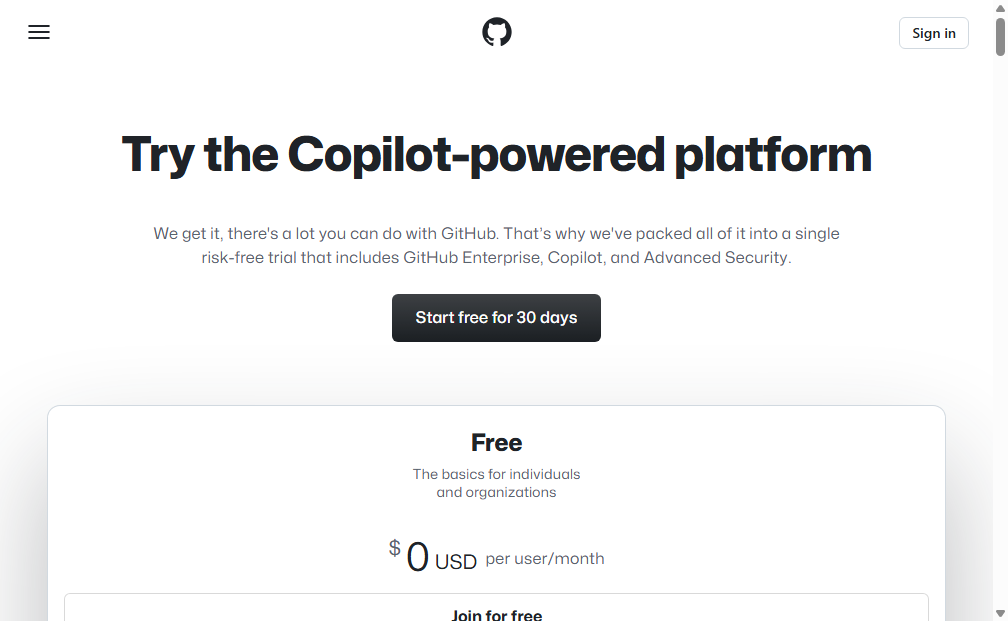 Sign in
Try the Copilot-powered platform
We get it, there's a lot you can do with GitHub. That's why we've packed all of it into a single
risk-free trial that includes GitHub Enterprise, Copilot, and Advanced Security.
Start free for 30 days
Free
The basics for individuals
and organizations
$ 0 USD per user/month
Join for free